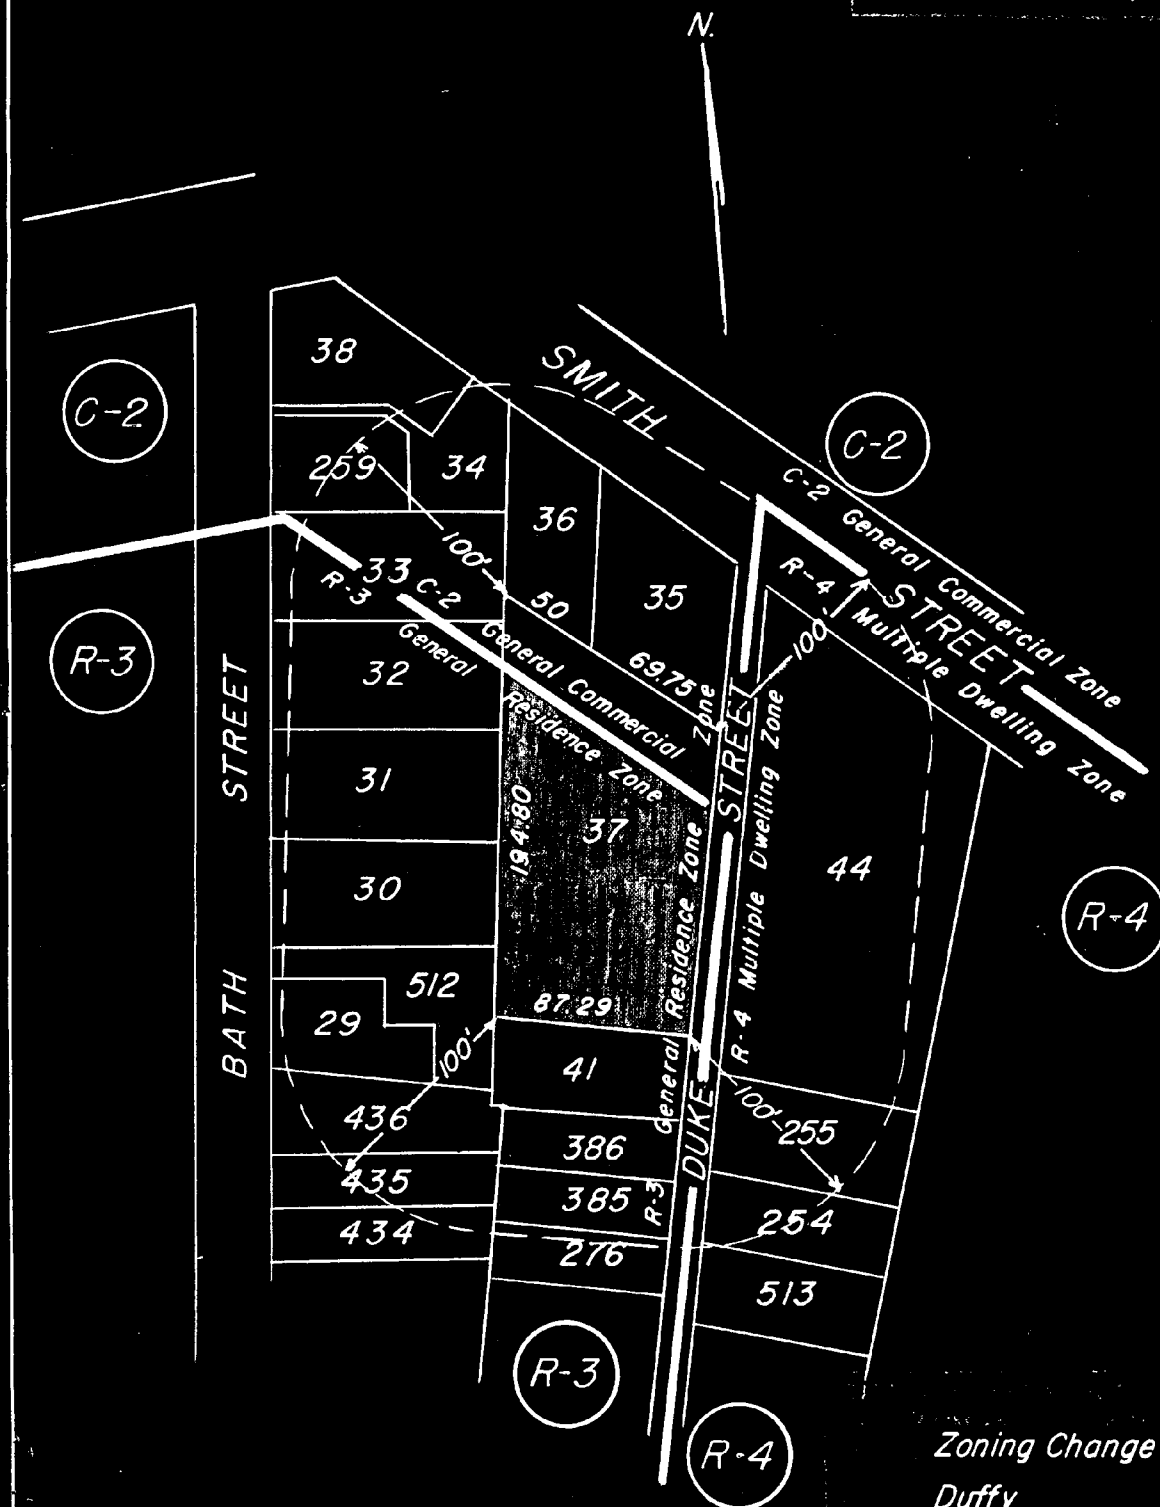 N.
SMITH STREET
38
C-2
C-2
259
34
C-2 General Commercial Zone
36
100'
R-4 Multiple Dwelling Zone
33
R-3
C-2
50
35
100'
R-3
General
General Commercial
32
69.75
Residence Zone
Zone
BATH STREET
31
194.80
37
44
R-4 Multiple Dwelling Zone
30
R-4
512
87.29
General Residence Zone
29
100'
41
DUKE STREET
436
100'
255
386
435
385
R-3
254
434
276
513
R-3
R-4
Zoning Change
Duffy